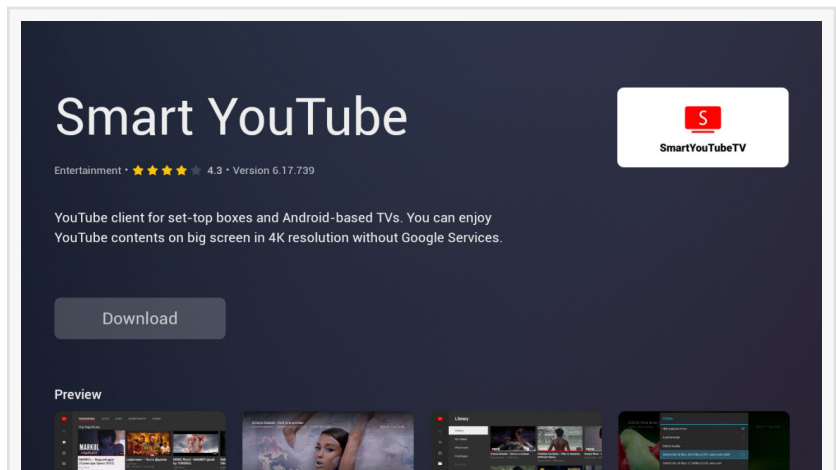 Smart YouTube
S
SmartYouTubeTV
Entertainment • 4.3 • Version 6.17.739
YouTube client for set-top boxes and Android-based TVs. You can enjoy
YouTube contents on big screen in 4K resolution without Google Services.
Download
Preview
Library
MARKUL